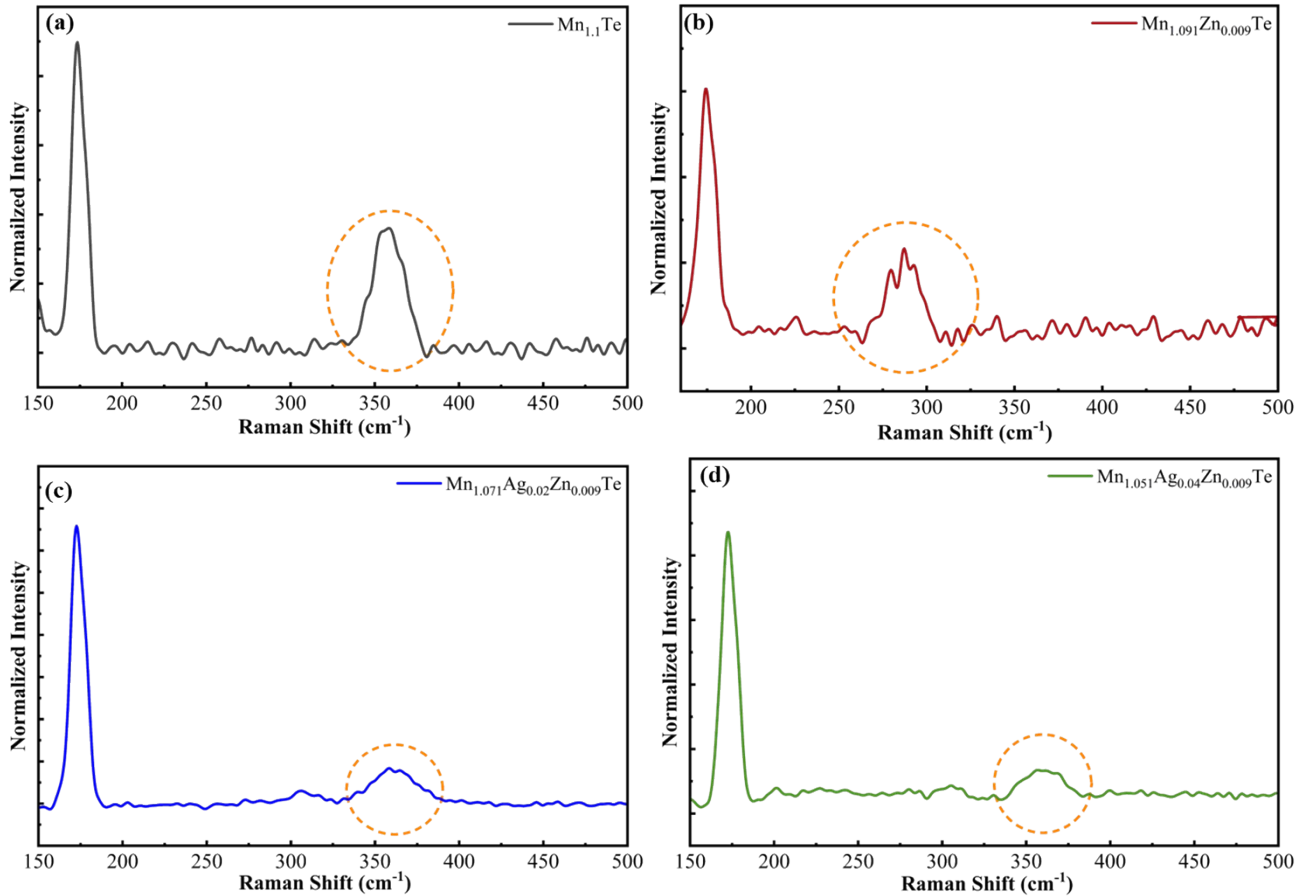 (a)
Mn1.1Te
Normailzed Intensity
150 200 250 300 350 400 450 500
Raman Shift (cm-1)
(b)
Mn1.091Zn0.009Te
Normalized Intensity
200 250 300 350 400 450 500
Raman Shift (cm-1)
(c)
Mn1.071Ag0.02Zn0.009Te
Normalized Intensity
150 200 250 300 350 400 450 500
Raman Shift (cm-1)
(d)
Mn1.051Ag0.04Zn0.009Te
Normalized Intensity
150 200 250 300 350 400 450 500
Raman Shift (cm-1)